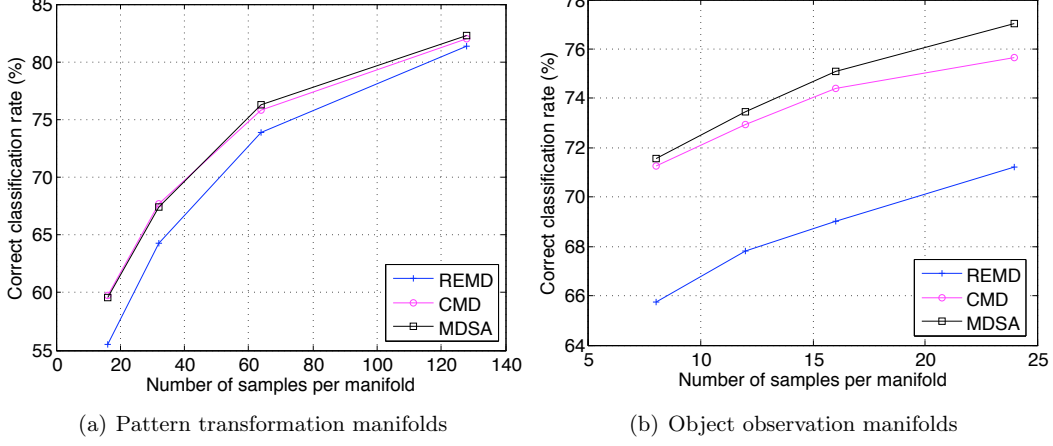 85
80
75
70
65
60
55
0 20 40 60 80 100 120 140
Correct classification rate (%)
Number of samples per manifold
REMD
CMD
MDSA
(a) Pattern transformation manifolds
78
76
74
72
70
68
66
64
5 10 15 20 25
Correct classification rate (%)
Number of samples per manifold
REMD
CMD
MDSA
(b) Object observation manifolds